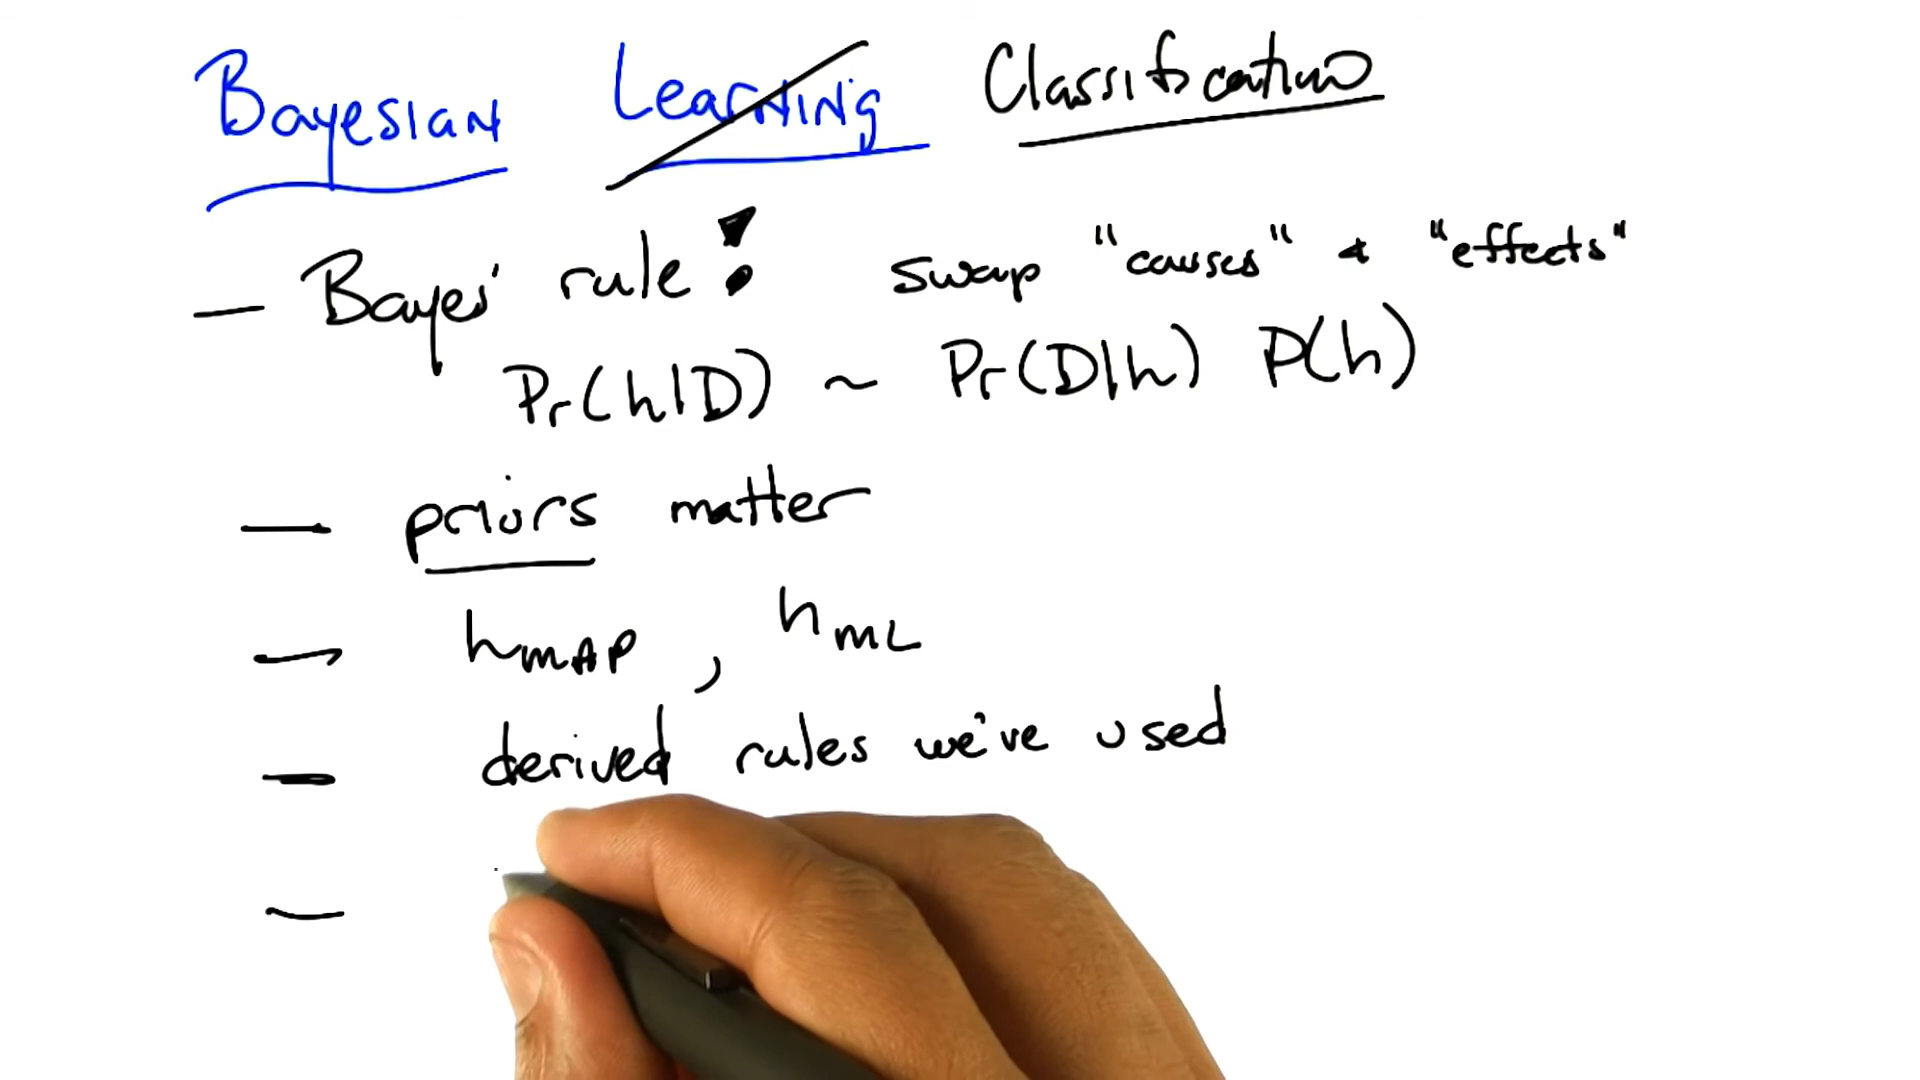 Bayesian Learning Classification
— Bayes' rule! swap "causes" & "effects"
Pr(h|D) ~ Pr(D|h) P(h)
— priors matter
— hMAP , hML
— derived rules we've used
—